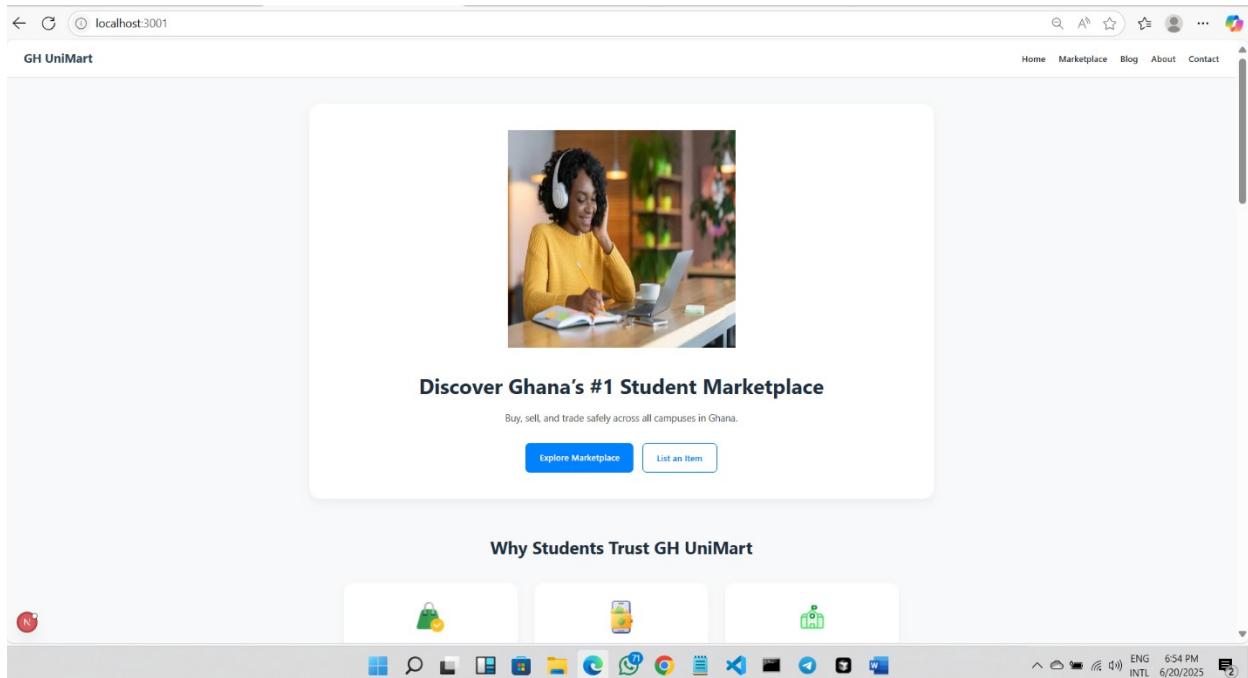 localhost:3001
GH UniMart
Home Marketplace Blog About Contact
Discover Ghana’s #1 Student Marketplace
Buy, sell, and trade safely across all campuses in Ghana.
Explore Marketplace List an Item
Why Students Trust GH UniMart
N
71
ENG 6:54 PM
INTL 6/20/2025
2